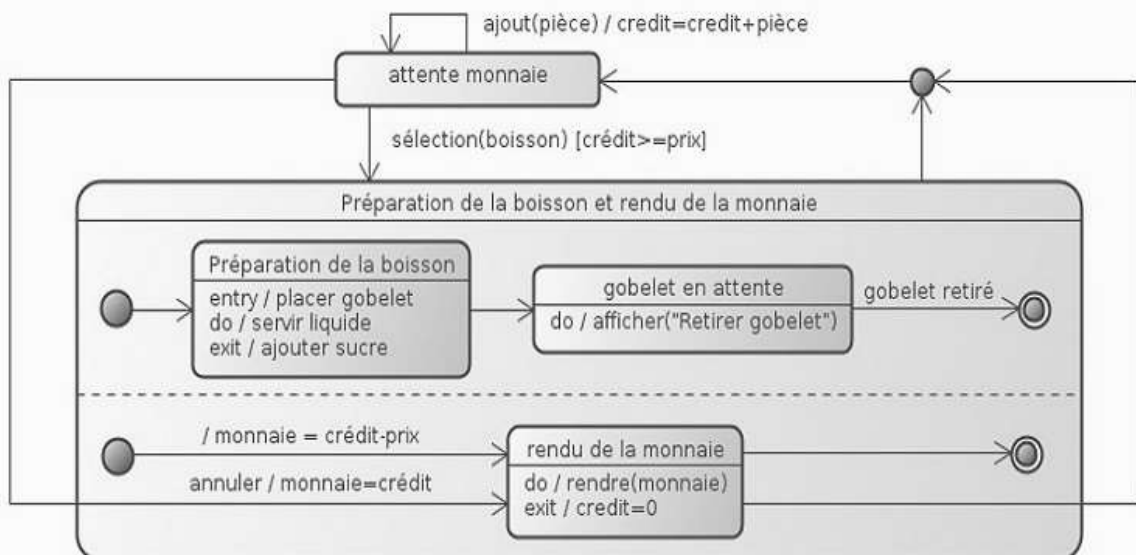 ajout(pièce) / credit=credit+pièce
attente monnaie
sélection(boisson) [crédit>=prix]
Préparation de la boisson et rendu de la monnaie
Préparation de la boisson
entry / placer gobelet
do / servir liquide
exit / ajouter sucre
gobelet en attente
do / afficher("Retirer gobelet")
gobelet retiré
/ monnaie = crédit-prix
annuler / monnaie=crédit
rendu de la monnaie
do / rendre(monnaie)
exit / credit=0